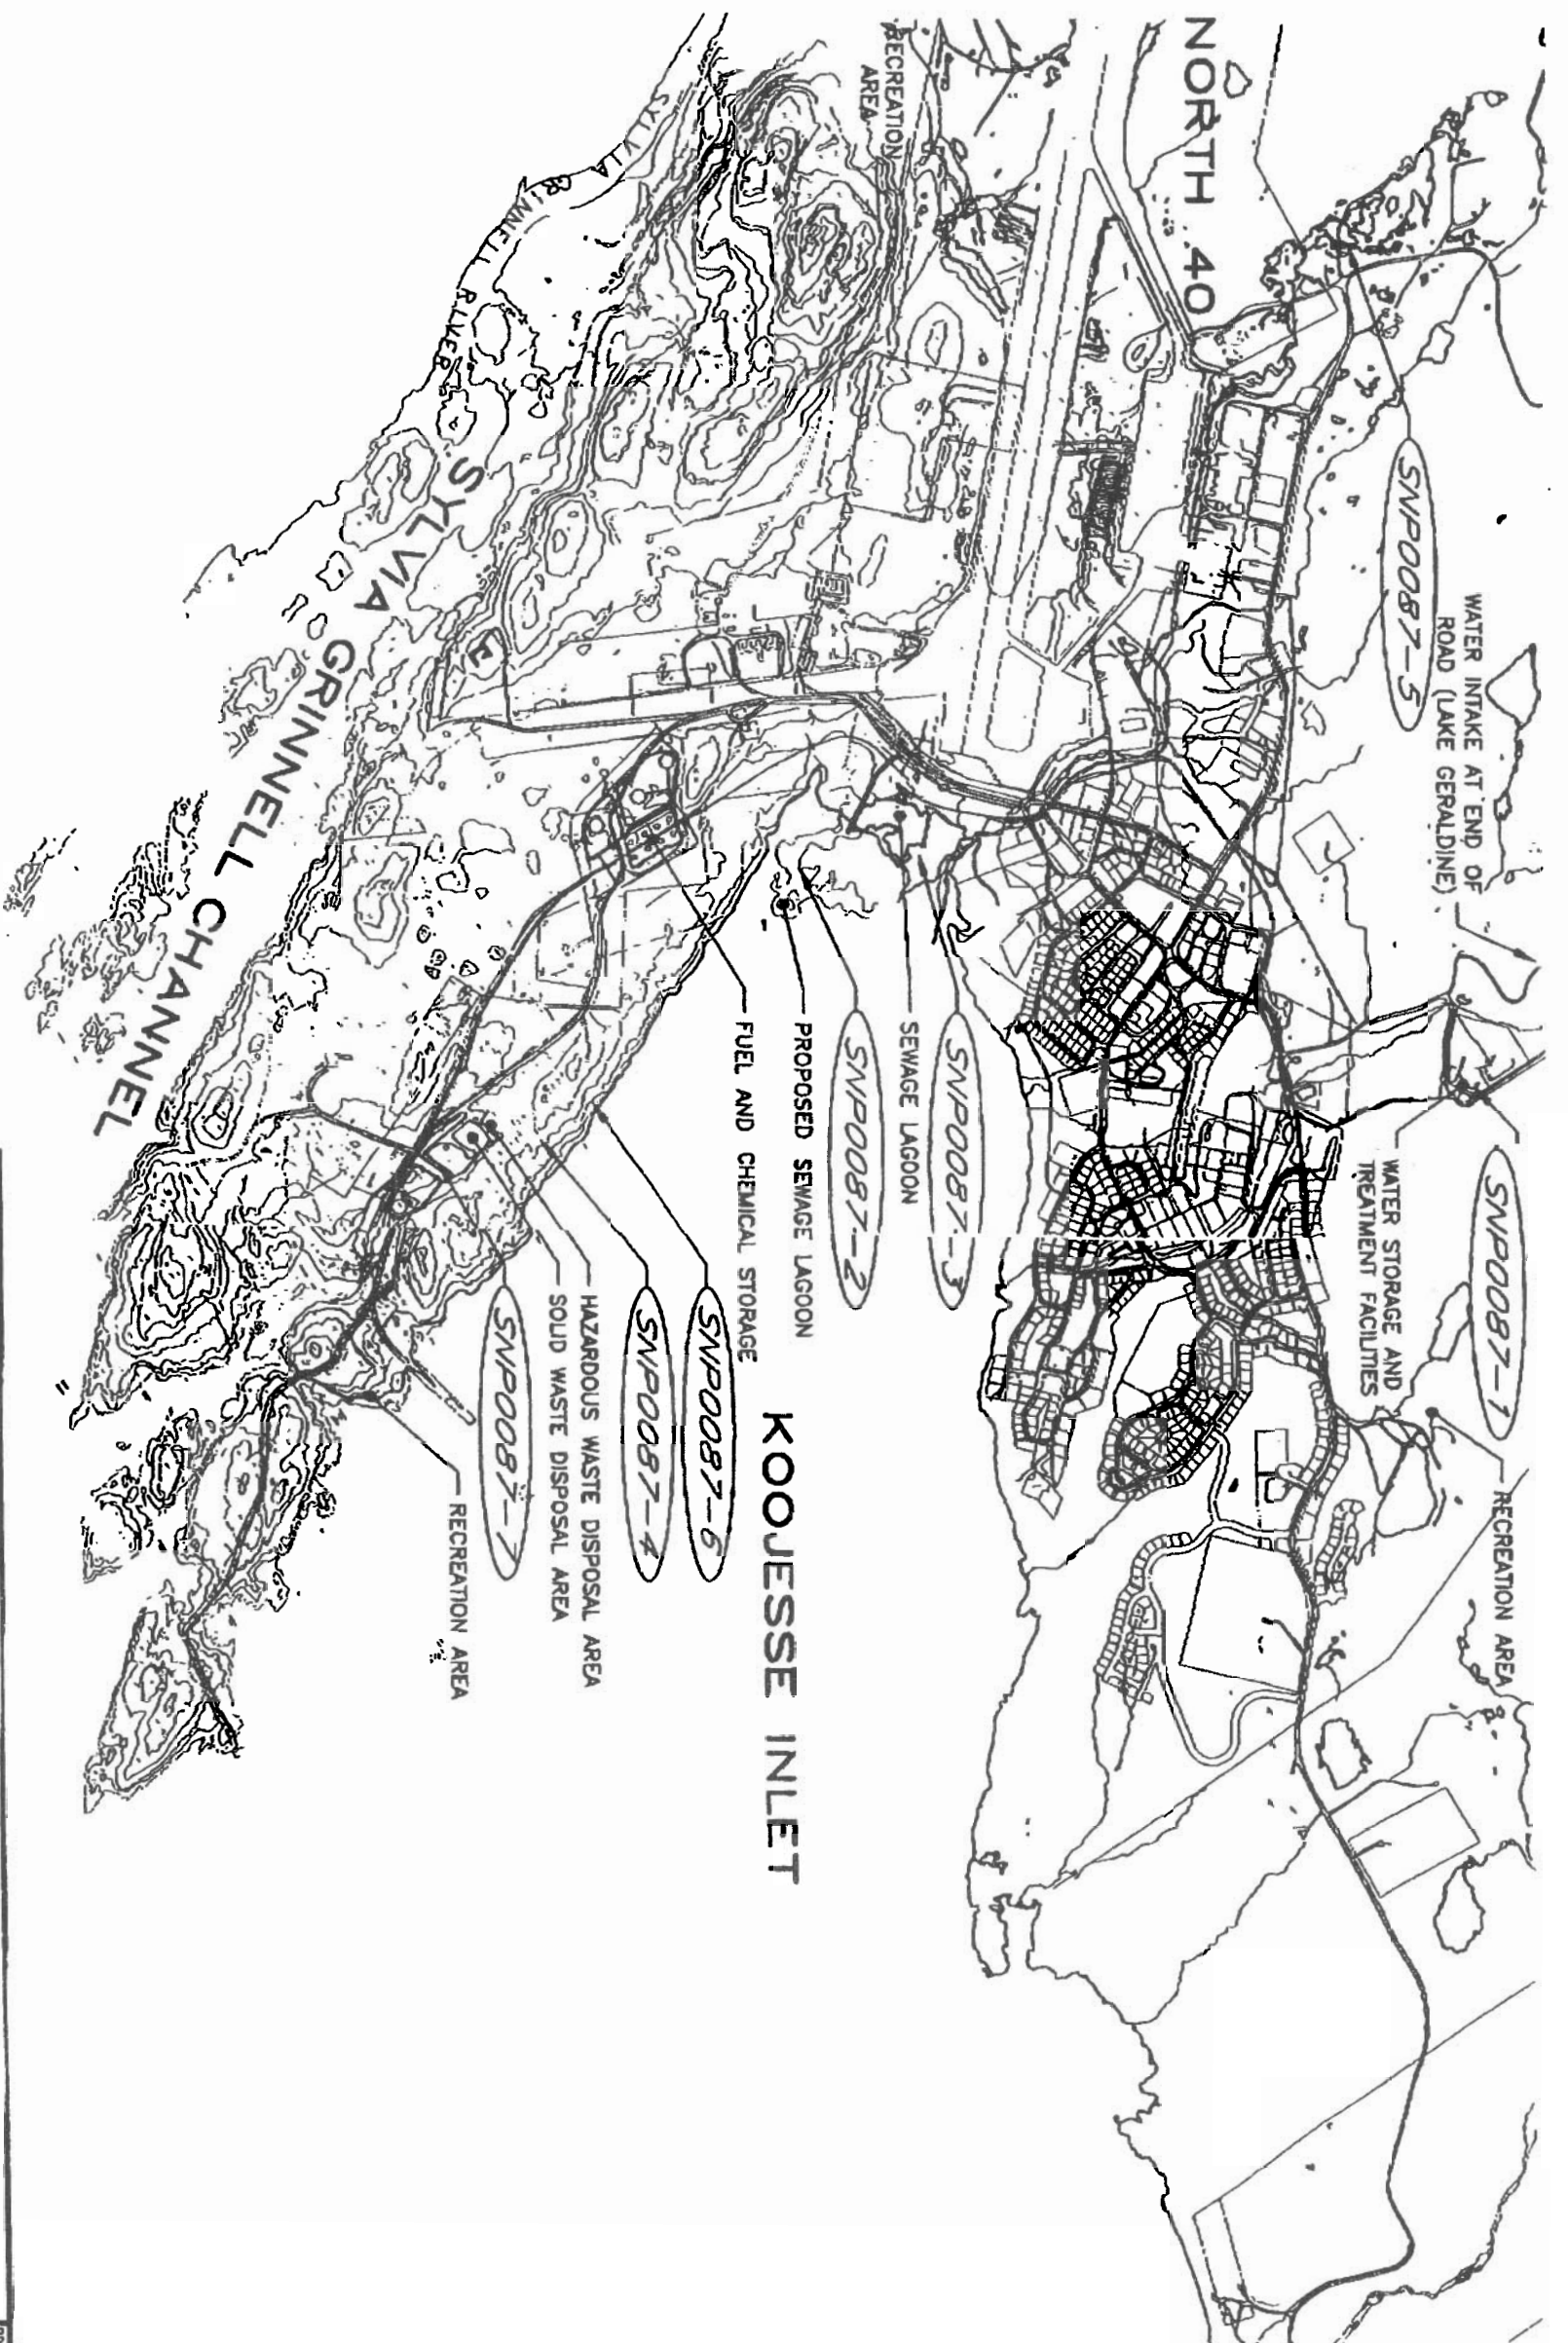 NORTH 40
RECREATION
AREA
SYLVIA GRINNELL RIVER
SYLVIA GRINNELL CHANNEL
SNP0087-5
WATER INTAKE AT END OF
ROAD (LAKE GERALDINE)
SNP0087-1
WATER STORAGE AND
TREATMENT FACILITIES
RECREATION AREA
SNP0087-3
SEWAGE LAGOON
SNP0087-2
PROPOSED SEWAGE LAGOON
FUEL AND CHEMICAL STORAGE
KOOJESSE INLET
SNP0087-6
SNP0087-4
HAZARDOUS WASTE DISPOSAL AREA
SOLID WASTE DISPOSAL AREA
SNP0087-7
RECREATION AREA